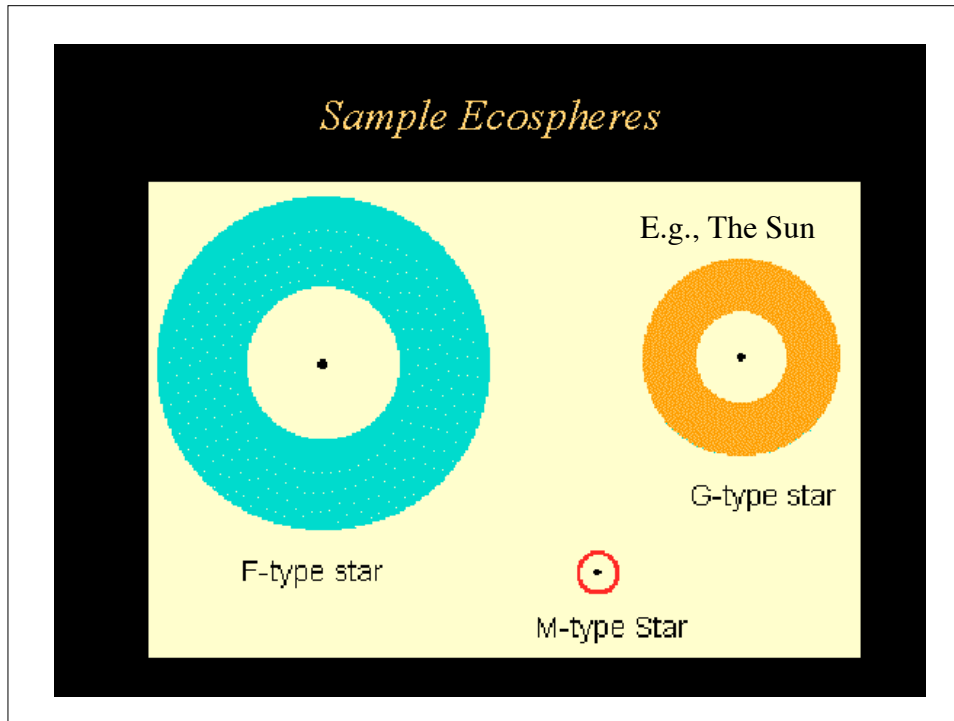 Sample Ecospheres
E.g., The Sun
G-type star
F-type star
M-type Star